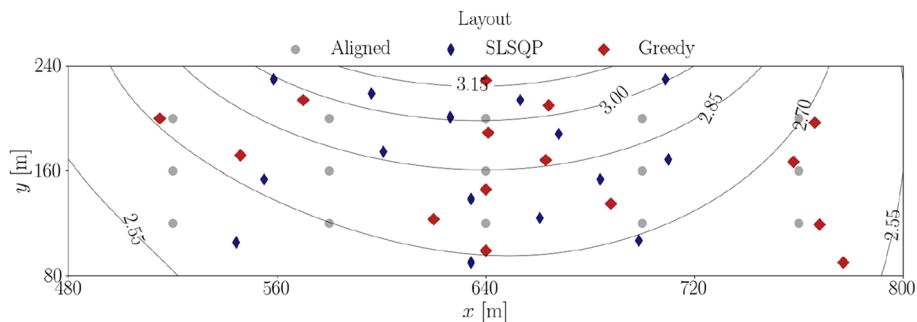 Layout
Aligned SLSQP Greedy
240
3.15
3.00
2.85
2.70
160
y [m]
2.55
2.55
80
480 560 640 720 800
x [m]